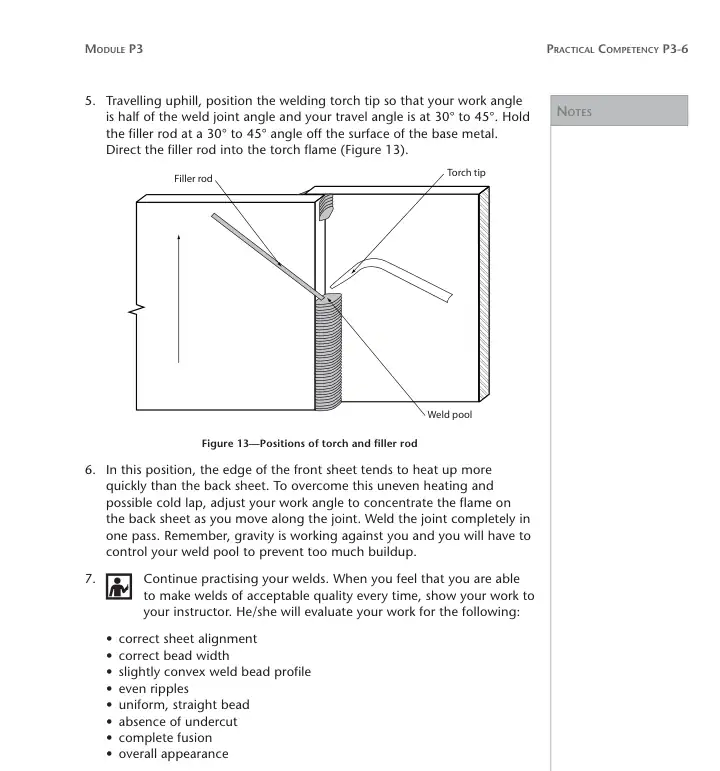 MODULE P3
PRACTICAL COMPETENCY P3-6
NOTES
5. Travelling uphill, position the welding torch tip so that your work angle
is half of the weld joint angle and your travel angle is at 30° to 45°. Hold
the filler rod at a 30° to 45° angle off the surface of the base metal.
Direct the filler rod into the torch flame (Figure 13).
Filler rod
Torch tip
Weld pool
Figure 13—Positions of torch and filler rod
6. In this position, the edge of the front sheet tends to heat up more
quickly than the back sheet. To overcome this uneven heating and
possible cold lap, adjust your work angle to concentrate the flame on
the back sheet as you move along the joint. Weld the joint completely in
one pass. Remember, gravity is working against you and you will have to
control your weld pool to prevent too much buildup.
7. Continue practising your welds. When you feel that you are able
to make welds of acceptable quality every time, show your work to
your instructor. He/she will evaluate your work for the following:
• correct sheet alignment
• correct bead width
• slightly convex weld bead profile
• even ripples
• uniform, straight bead
• absence of undercut
• complete fusion
• overall appearance